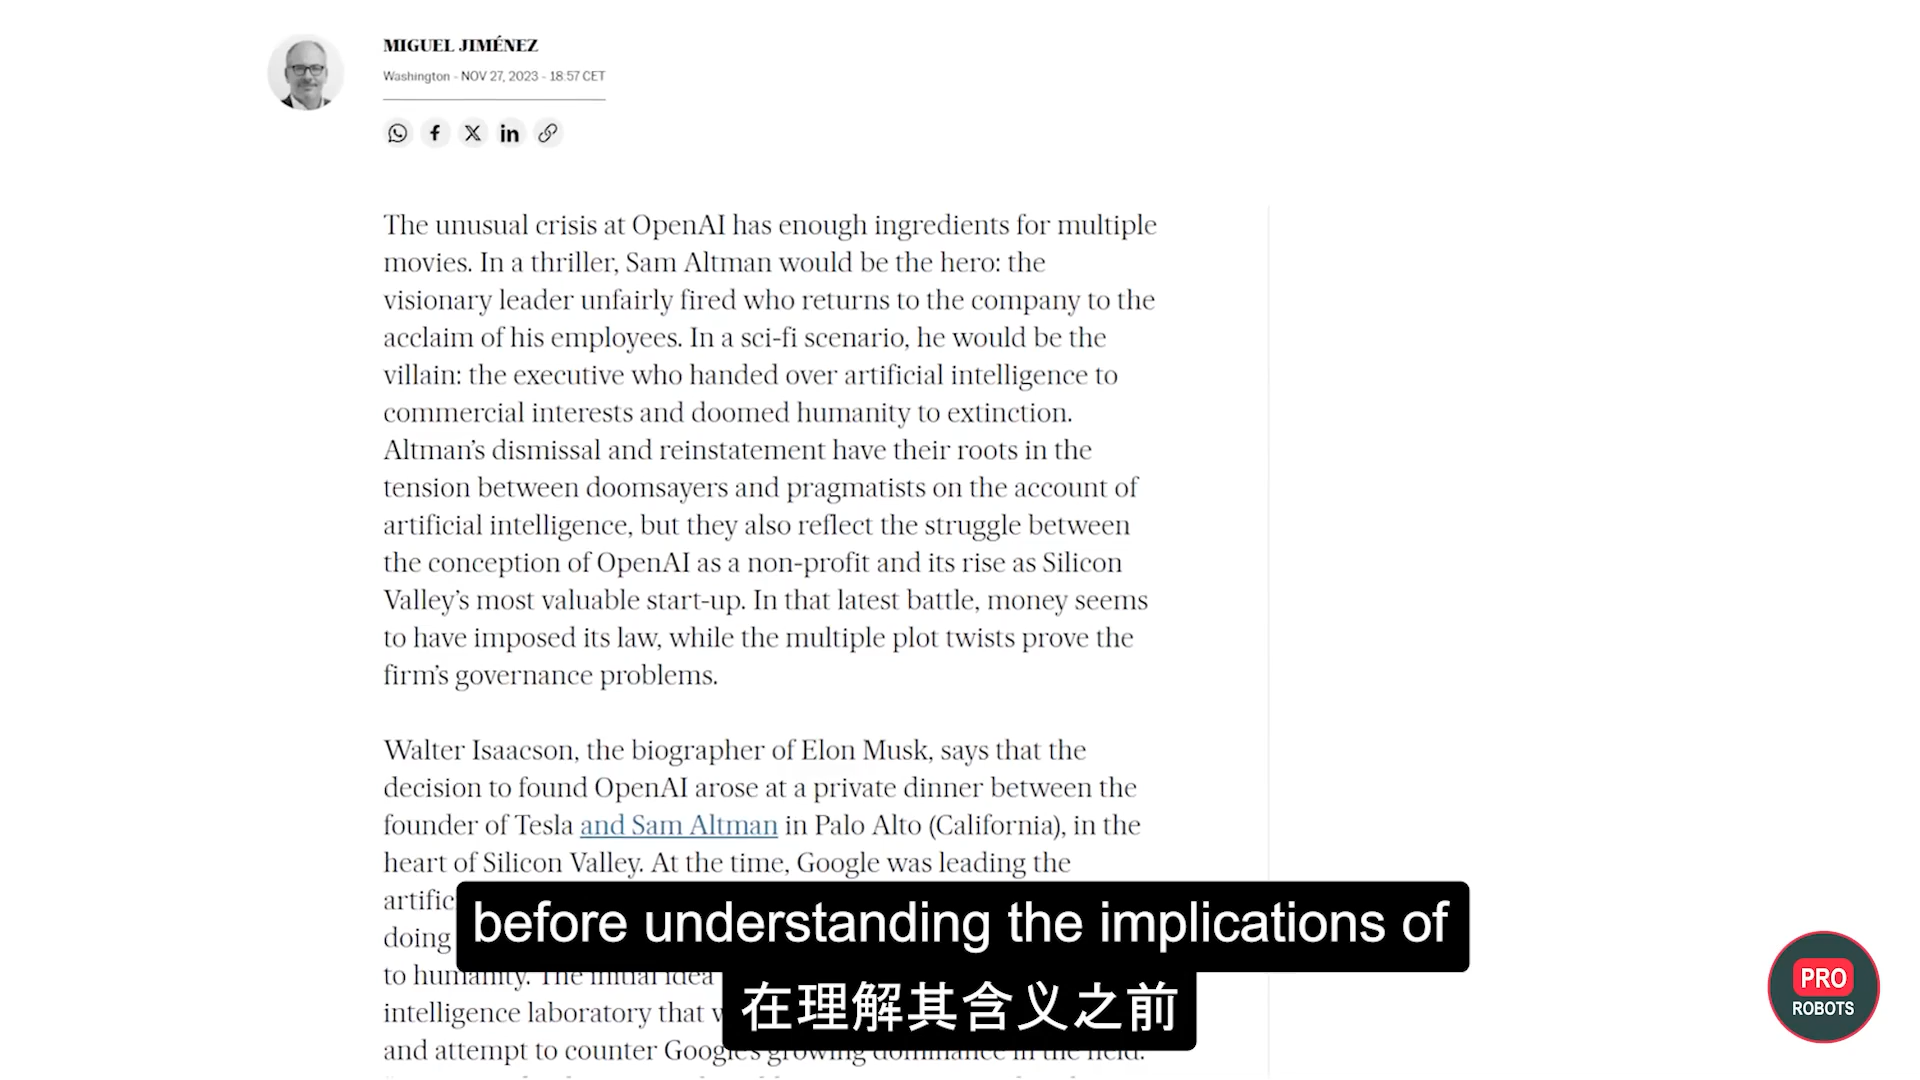 MIGUEL JIMÉNEZ
Washington - NOV 27, 2023 - 18:57 CET
The unusual crisis at OpenAI has enough ingredients for multiple
movies. In a thriller, Sam Altman would be the hero: the
visionary leader unfairly fired who returns to the company to the
acclaim of his employees. In a sci-fi scenario, he would be the
villain: the executive who handed over artificial intelligence to
commercial interests and doomed humanity to extinction.
Altman’s dismissal and reinstatement have their roots in the
tension between doomsayers and pragmatists on the account of
artificial intelligence, but they also reflect the struggle between
the conception of OpenAI as a non-profit and its rise as Silicon
Valley’s most valuable start-up. In that latest battle, money seems
to have imposed its law, while the multiple plot twists prove the
firm’s governance problems.
Walter Isaacson, the biographer of Elon Musk, says that the
decision to found OpenAI arose at a private dinner between the
founder of Tesla and Sam Altman in Palo Alto (California), in the
heart of Silicon Valley. At the time, Google was leading the
doing
to humanity. The initial idea
intelligence laboratory that
and attempt to counter Google’s growing dominance in the field.
before understanding the implications of
在理解其含义之前
PRO
ROBOTS